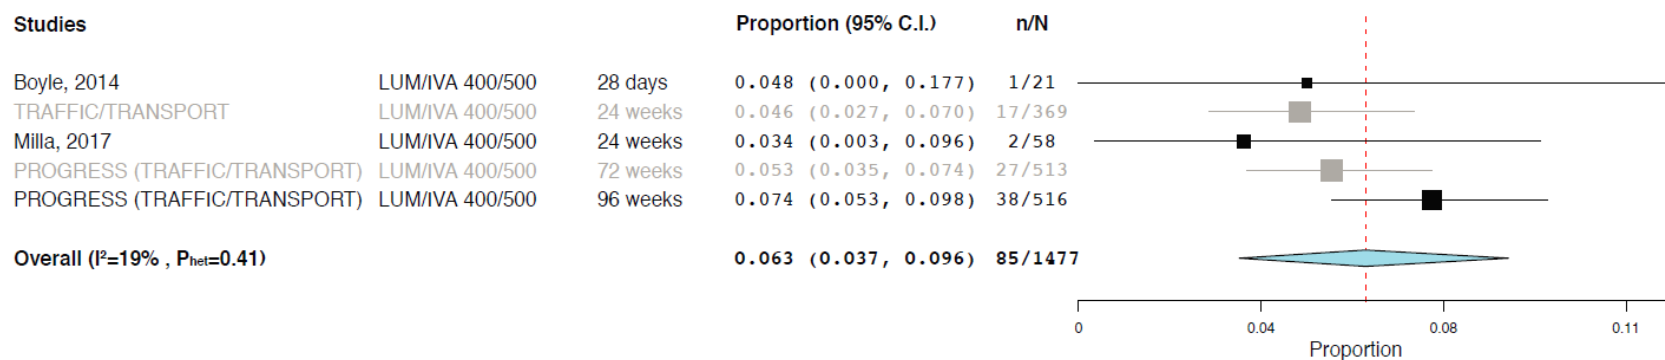 Studies Proportion (95% C.I.) n/N
Boyle, 2014 LUM/IVA 400/500 28 days 0.048 (0.000, 0.177) 1/21
TRAFFIC/TRANSPORT LUM/IVA 400/500 24 weeks 0.046 (0.027, 0.070) 17/369
Milla, 2017 LUM/IVA 400/500 24 weeks 0.034 (0.003, 0.096) 2/58
PROGRESS (TRAFFIC/TRANSPORT) LUM/IVA 400/500 72 weeks 0.053 (0.035, 0.074) 27/513
PROGRESS (TRAFFIC/TRANSPORT) LUM/IVA 400/500 96 weeks 0.074 (0.053, 0.098) 38/516
Overall (I²=19% , Phet=0.41) 0.063 (0.037, 0.096) 85/1477
0 0.04 0.08 0.11
Proportion